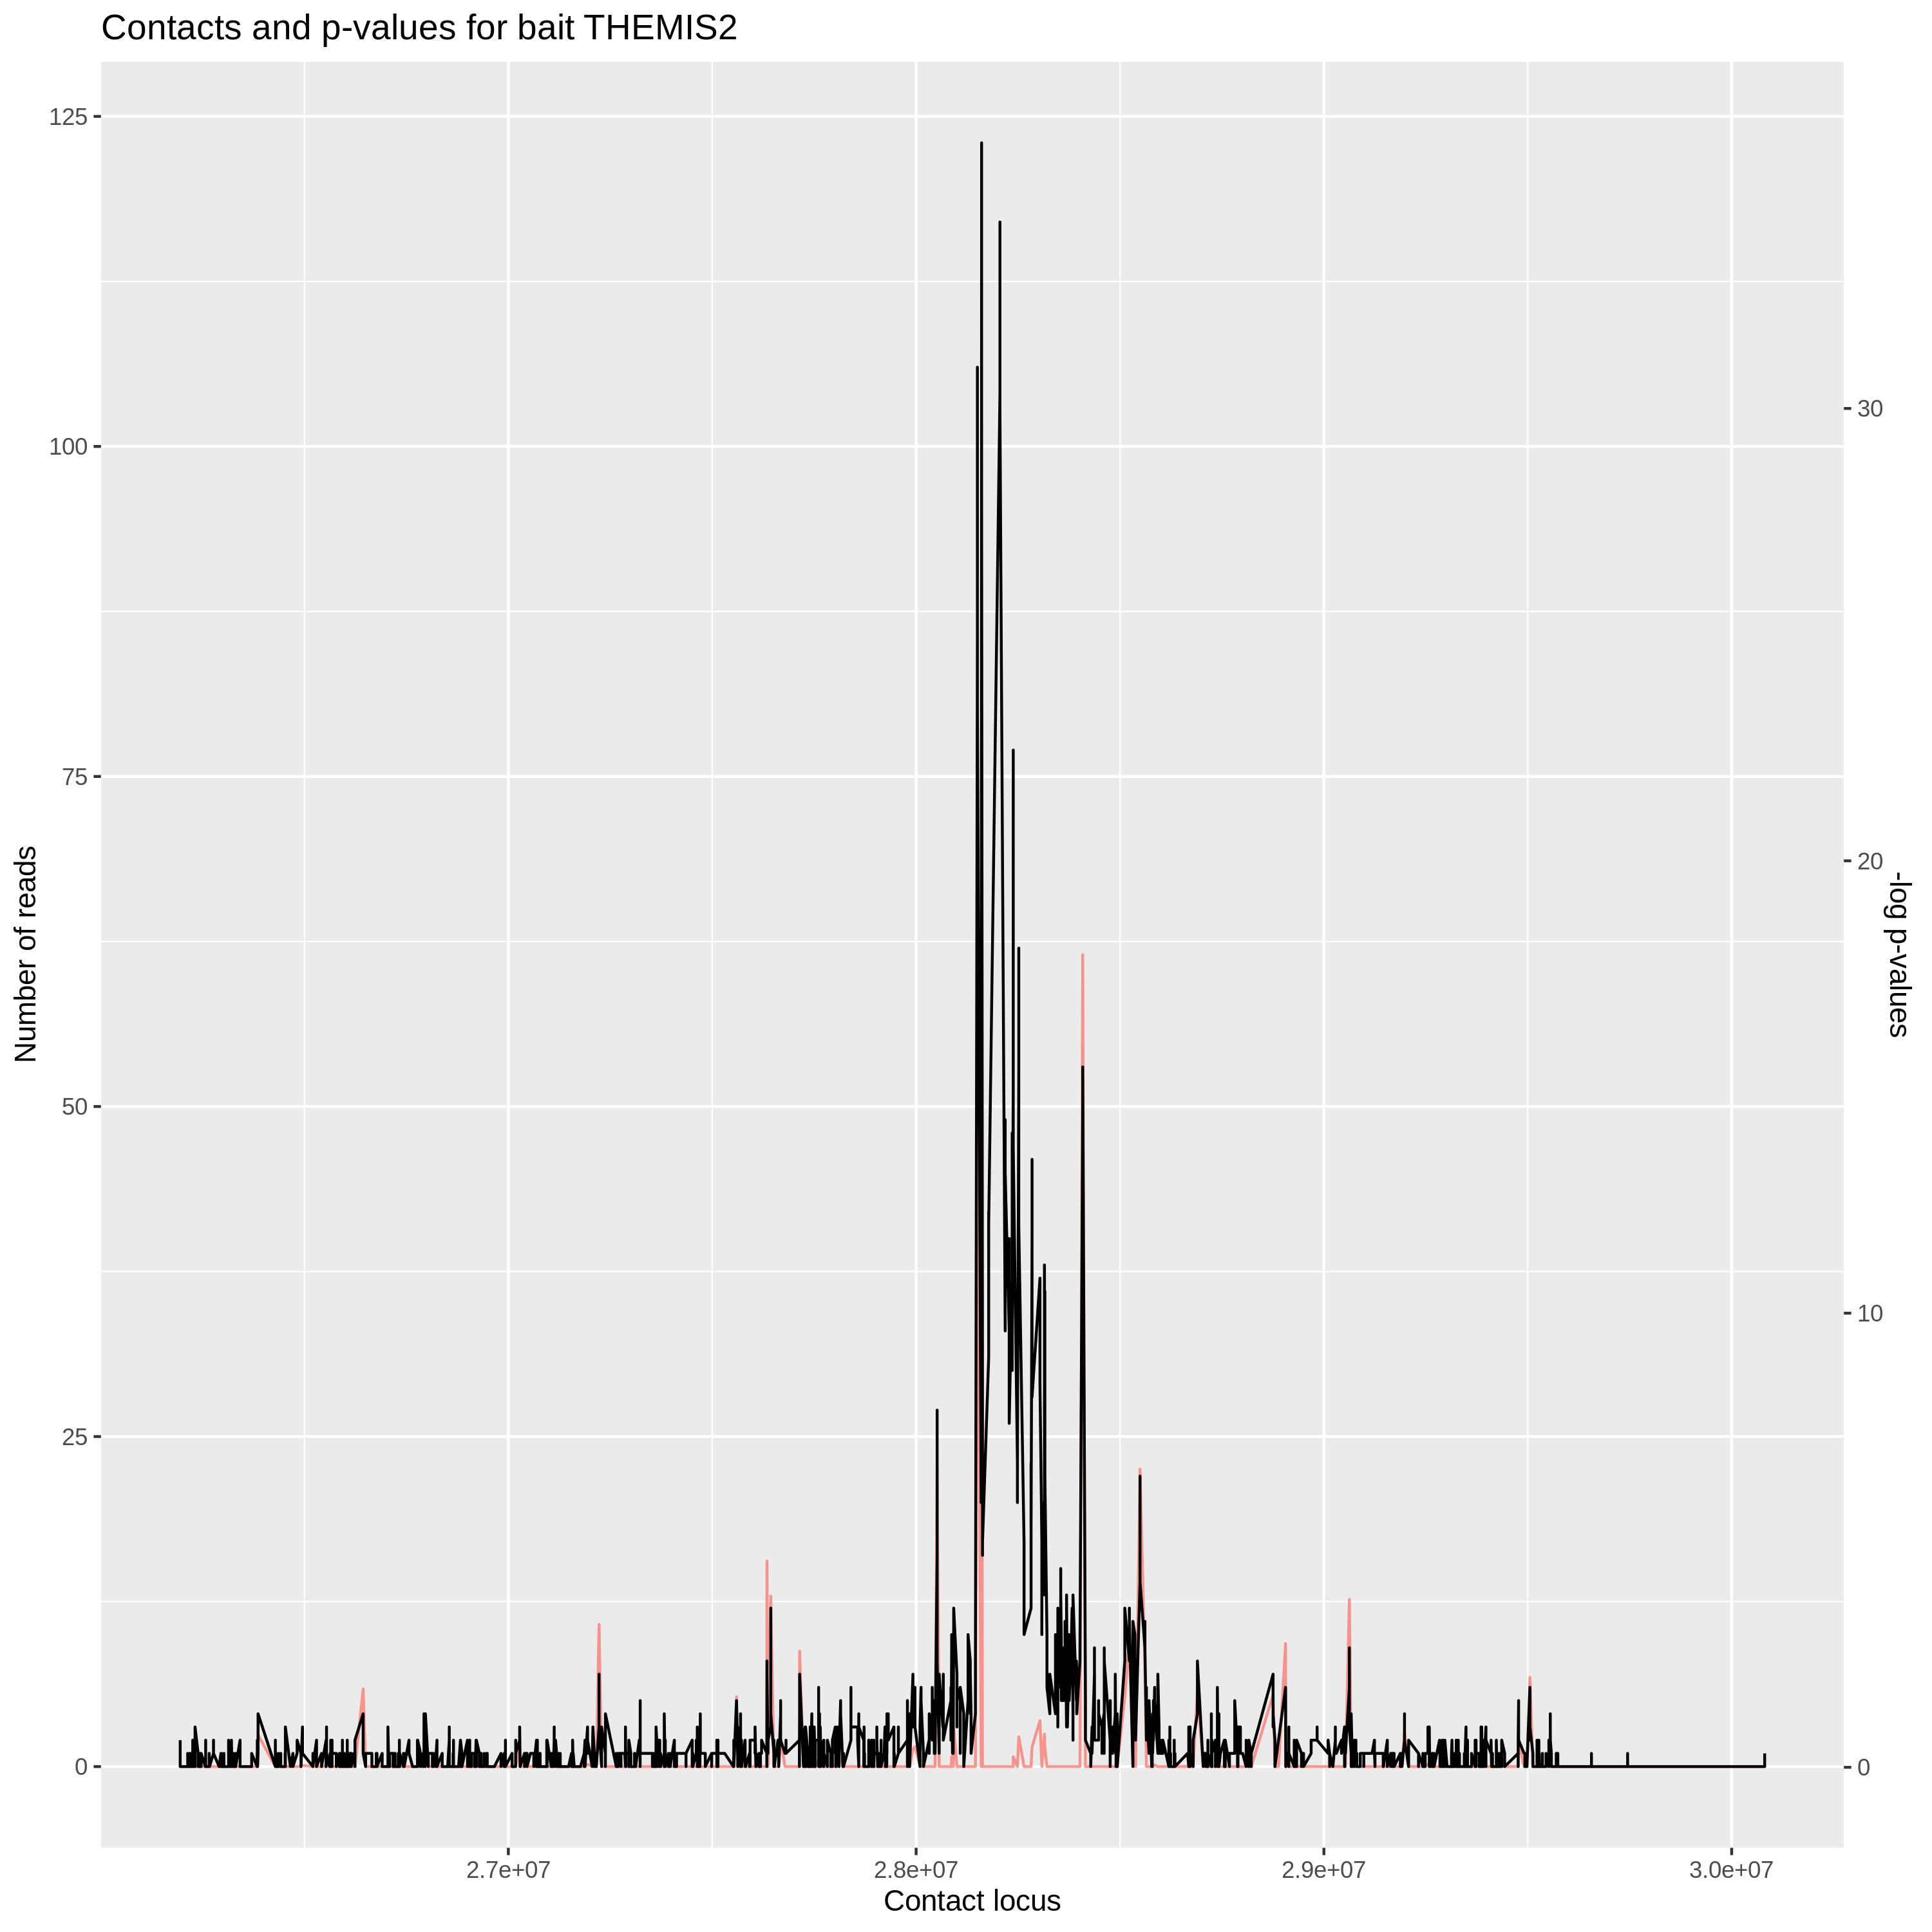 Contacts and p-values for bait THEMIS2
125
100
75
50
25
0
Number of reads
30
20
10
0
-log p-values
2.7e+07
2.8e+07
2.9e+07
3.0e+07
Contact locus